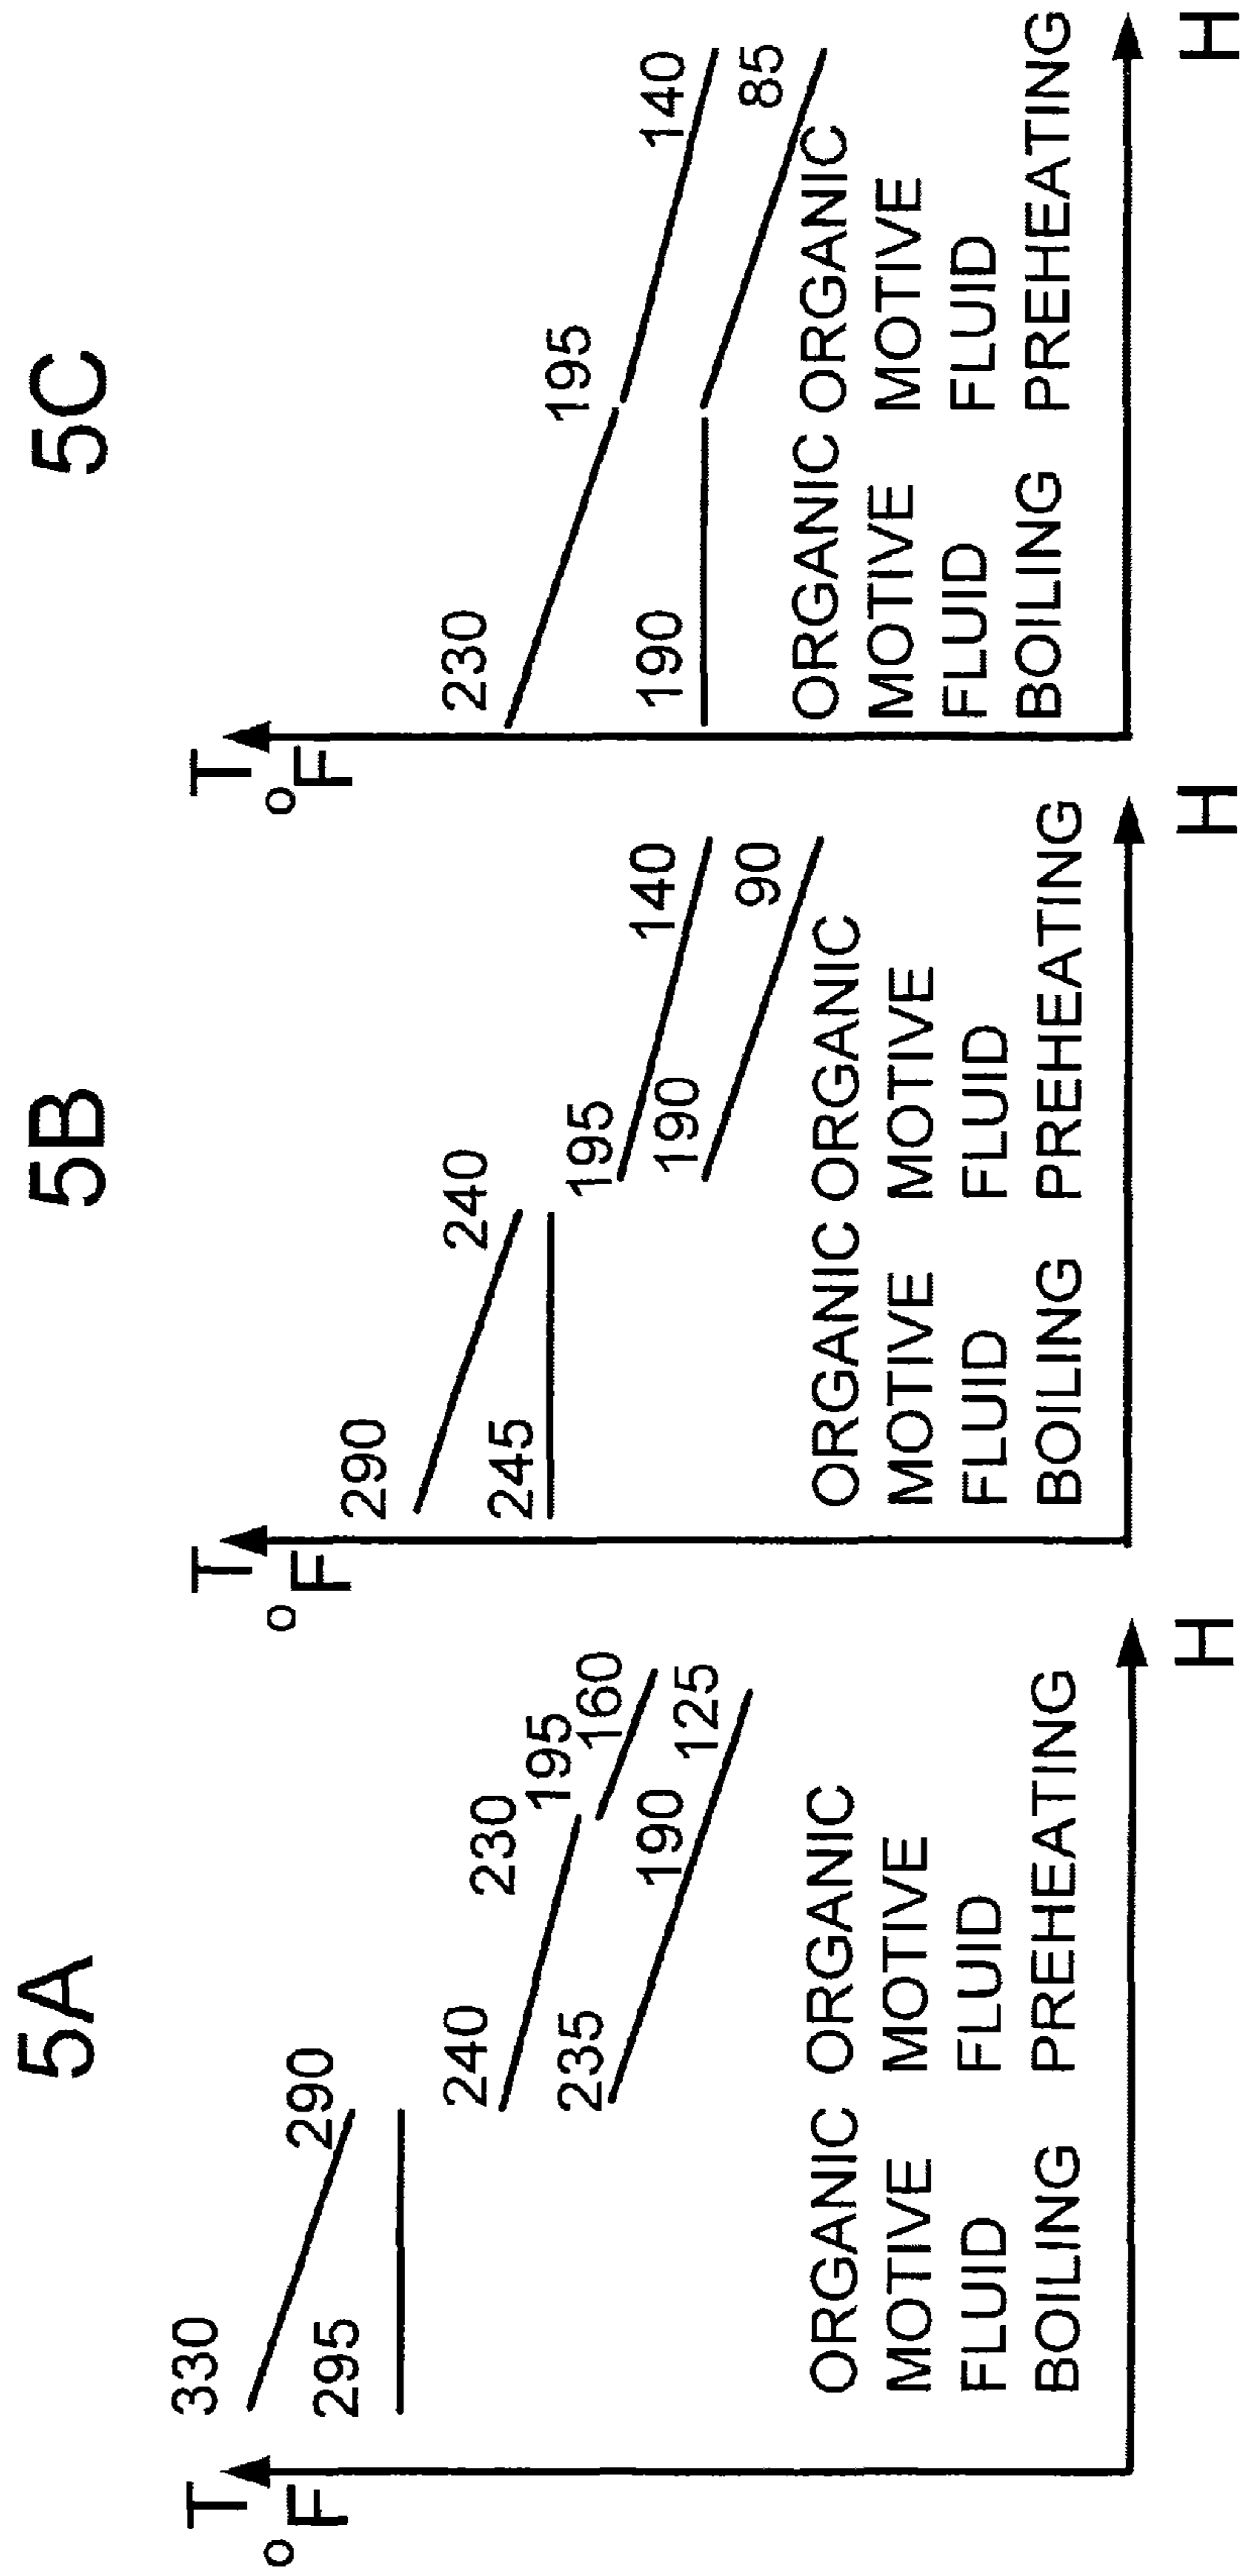 5A
T
°F
330
290
295
240
230
195
160
235
190
125
ORGANIC ORGANIC
MOTIVE MOTIVE
FLUID FLUID
BOILING PREHEATING
H
5B
T
°F
290
240
245
195
140
190
90
ORGANIC ORGANIC
MOTIVE MOTIVE
FLUID FLUID
BOILING PREHEATING
H
5C
T
°F
230
195
140
190
85
ORGANIC ORGANIC
MOTIVE MOTIVE
FLUID FLUID
BOILING PREHEATING
H